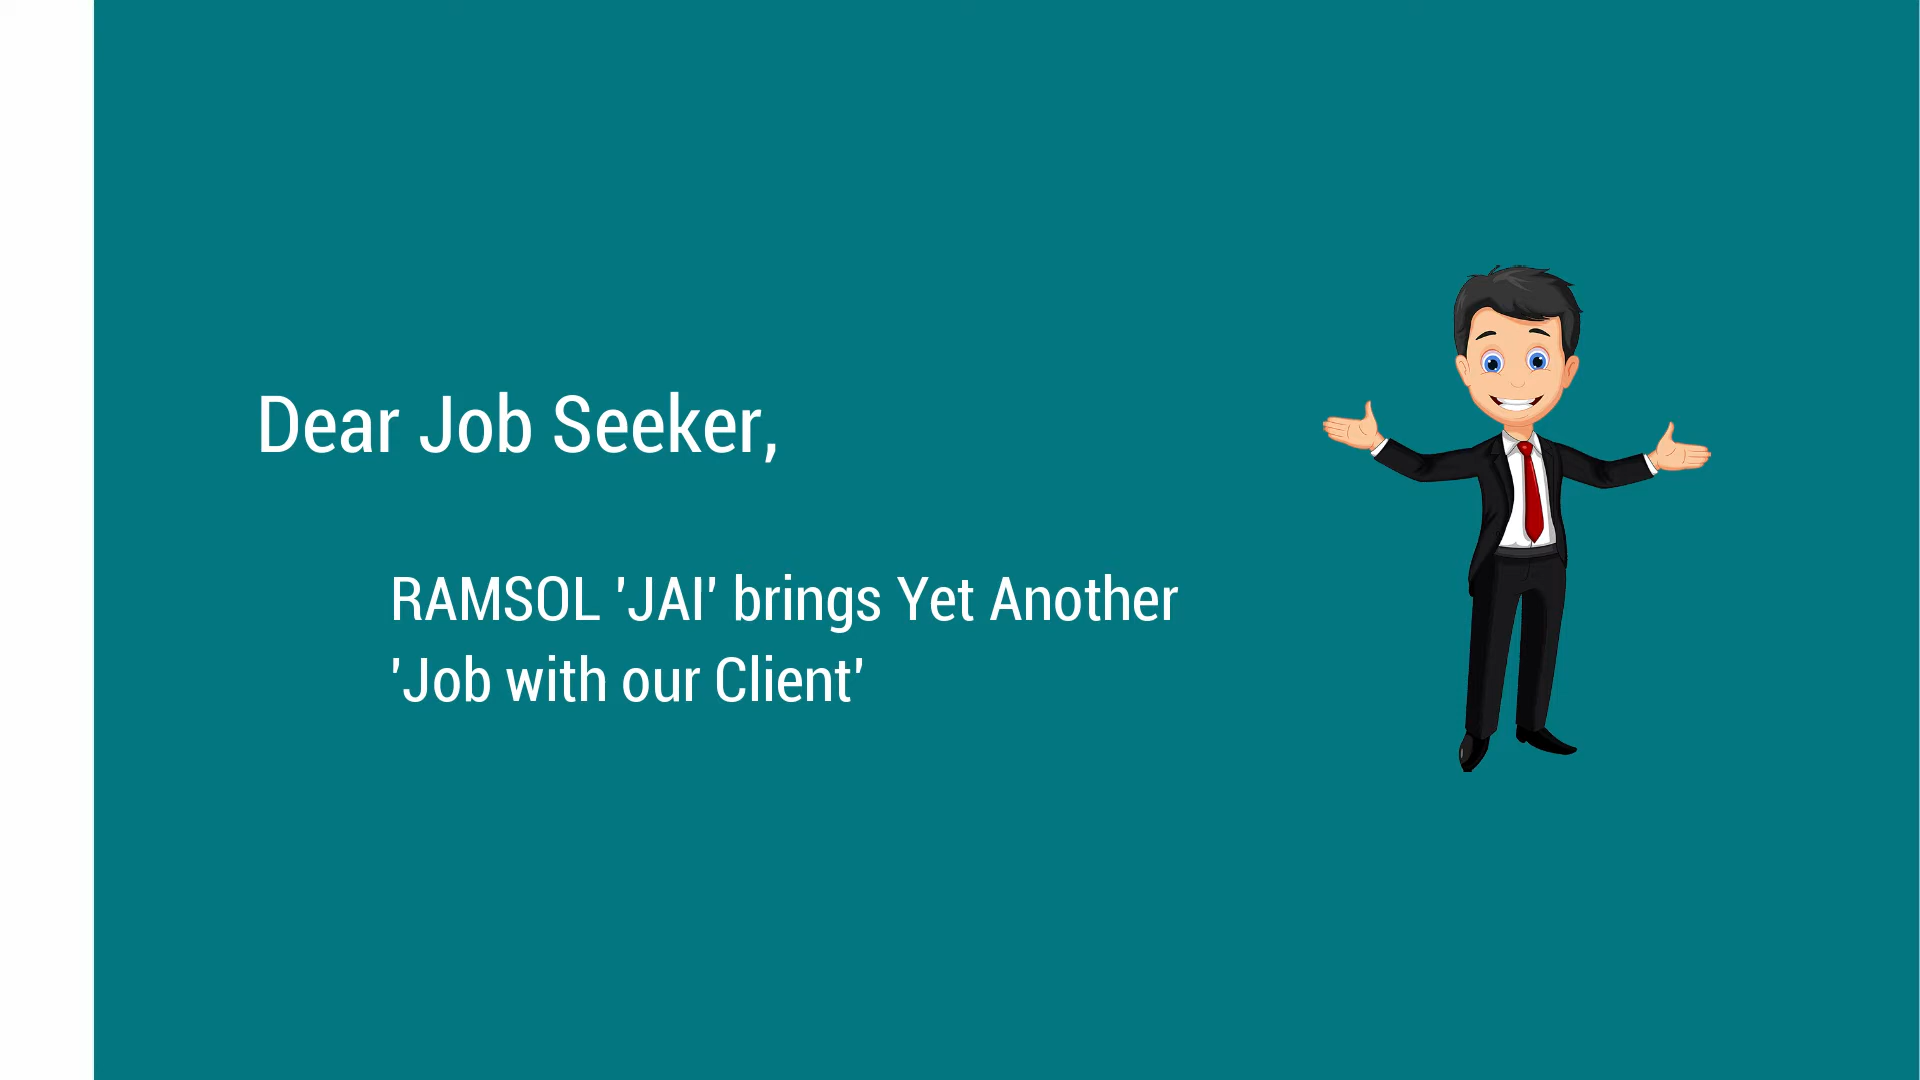 Dear Job Seeker,
RAMSOL 'JAI' brings Yet Another
'Job with our Client'